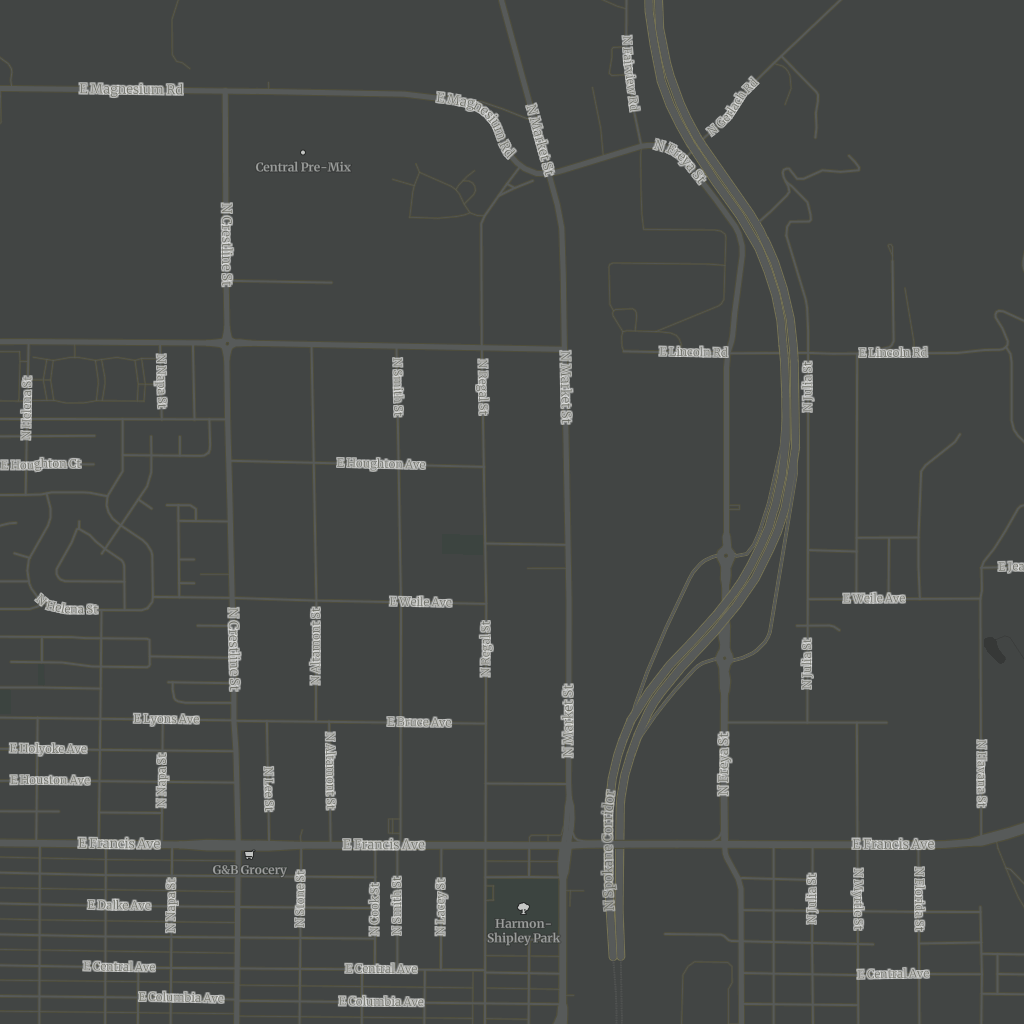 N Fairview Rd
E Magnesium Rd
E Magnesium Rd
N Market St
N Gerlach Rd
N Freya St
Central Pre-Mix
N Crestline St
E Lincoln Rd
E Lincoln Rd
N Helena St
N Napa St
N Smith St
N Regal St
N Market St
N Julia St
E Houghton Ct
E Houghton Ave
E Jea
N Helena St
E Weile Ave
E Weile Ave
N Crestline St
N Altamont St
N Regal St
N Julia St
N Market St
E Lyons Ave
E Bruce Ave
E Holyoke Ave
N Freya St
E Houston Ave
N Napa St
N Lee St
N Altamont St
N Havana St
N Spokane Corridor
E Francis Ave
E Francis Ave
E Francis Ave
G&B Grocery
N Napa St
E Dalke Ave
N Stone St
N Cook St
N Smith St
N Lacey St
Harmon-
Shipley Park
N Julia St
N Myrtle St
N Florida St
E Central Ave
E Central Ave
E Central Ave
E Columbia Ave
E Columbia Ave